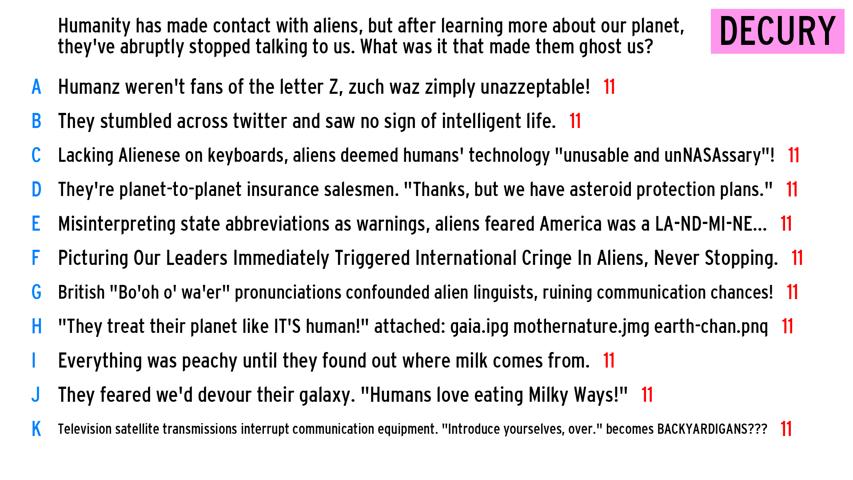 Humanity has made contact with aliens, but after learning more about our planet,
they've abruptly stopped talking to us. What was it that made them ghost us?
DECURY
A Humanz weren't fans of the letter Z, zuch waz zimply unazzeptable! 11
B They stumbled across twitter and saw no sign of intelligent life. 11
C Lacking Alienese on keyboards, aliens deemed humans' technology "unusable and unNASAssary"! 11
D They're planet-to-planet insurance salesmen. "Thanks, but we have asteroid protection plans." 11
E Misinterpreting state abbreviations as warnings, aliens feared America was a LA-ND-MI-NE... 11
F Picturing Our Leaders Immediately Triggered International Cringe In Aliens, Never Stopping. 11
G British "Bo'oh o' wa'er" pronunciations confounded alien linguists, ruining communication chances! 11
H "They treat their planet like IT'S human!" attached: gaia.jpg mothernature.jmg earth-chan.pnq 11
I Everything was peachy until they found out where milk comes from. 11
J They feared we'd devour their galaxy. "Humans love eating Milky Ways!" 11
K Television satellite transmissions interrupt communication equipment. "Introduce yourselves, over." becomes BACKYARDIGANS??? 11